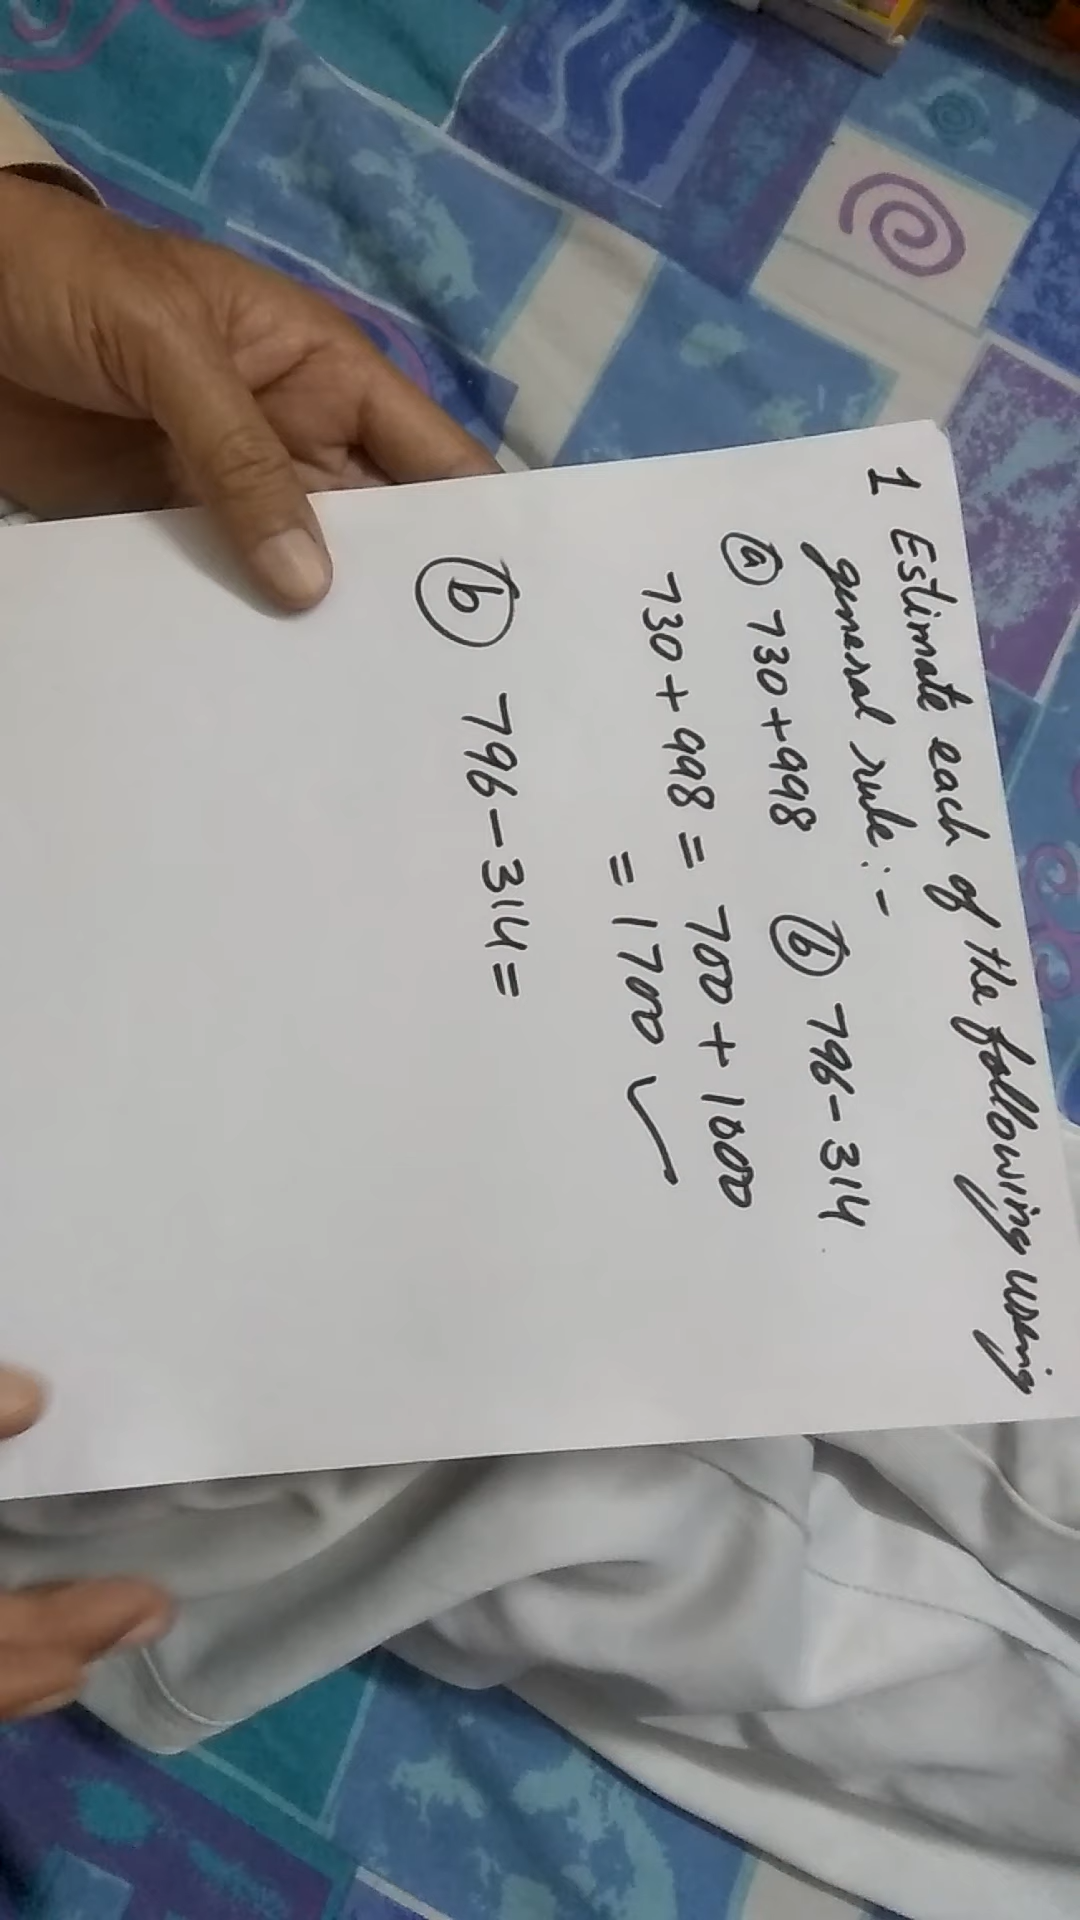 1 Estimate each of the following using
general rule :-
(a) 730+998 (b) 796-314
730+998 = 700+1000
= 1700 ✓
(b) 796-314=